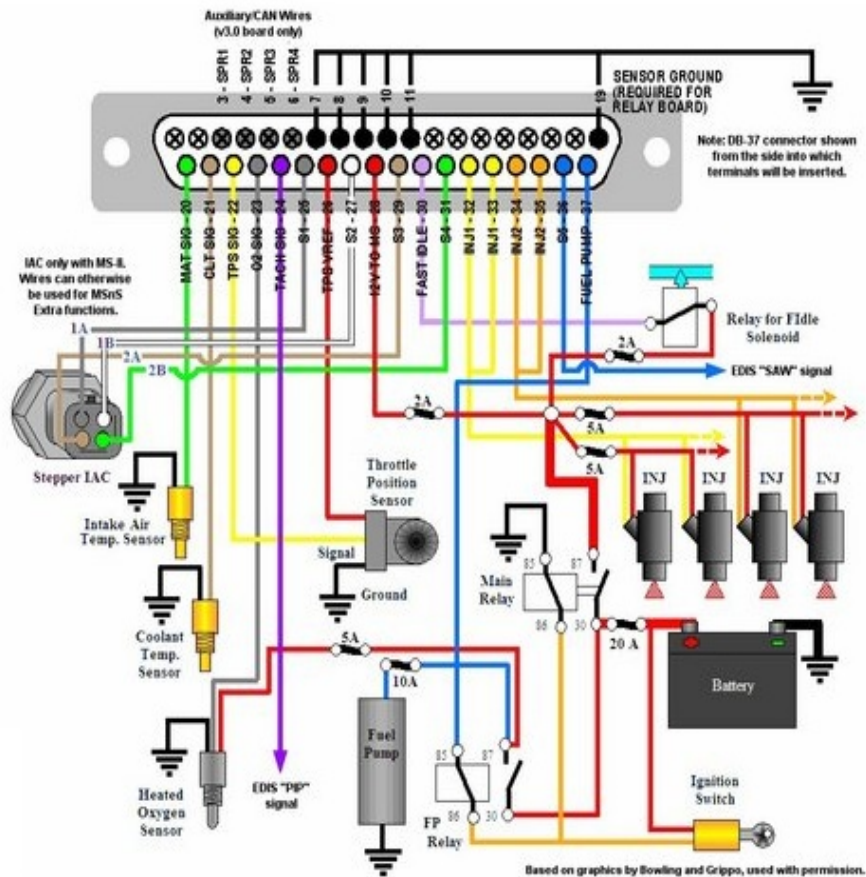 Auxiliary/CAN Wires
(v3.0 board only)
3 - SPR1
4 - SPR2
5 - SPR3
6 - SPR4
7
8
9
10
11
19
SENSOR GROUND
(REQUIRED FOR
RELAY BOARD)
Note: DB-37 connector shown
from the side into which
terminals will be inserted.
MAT SIG - 20
CLT SIG - 21
TPS SIG - 22
O2 SIG - 23
TACH SIG - 24
S1 - 25
TPS VREF - 26
S2 - 27
12V TO MS - 28
S3 - 29
FAST IDLE - 30
S4 - 31
INJ1 - 32
INJ1 - 33
INJ2 - 34
INJ2 - 35
S5 - 36
FUEL PUMP - 37
IAC only with MS-II.
Wires can otherwise
be used for MSnS
Extra functions.
1A
1B
2A
2B
Stepper IAC
Relay for FIdle
Solenoid
2A
EDIS "SAW" signal
2A
5A
5A
INJ
INJ
INJ
INJ
Intake Air
Temp. Sensor
Throttle
Position
Sensor
Signal
Ground
Coolant
Temp.
Sensor
Main
Relay
85
87
86
30
20 A
Battery
5A
10A
Fuel
Pump
EDIS "PIP"
signal
Heated
Oxygen
Sensor
85
87
86
30
FP
Relay
Ignition
Switch
Based on graphics by Bowling and Grippo, used with permission.